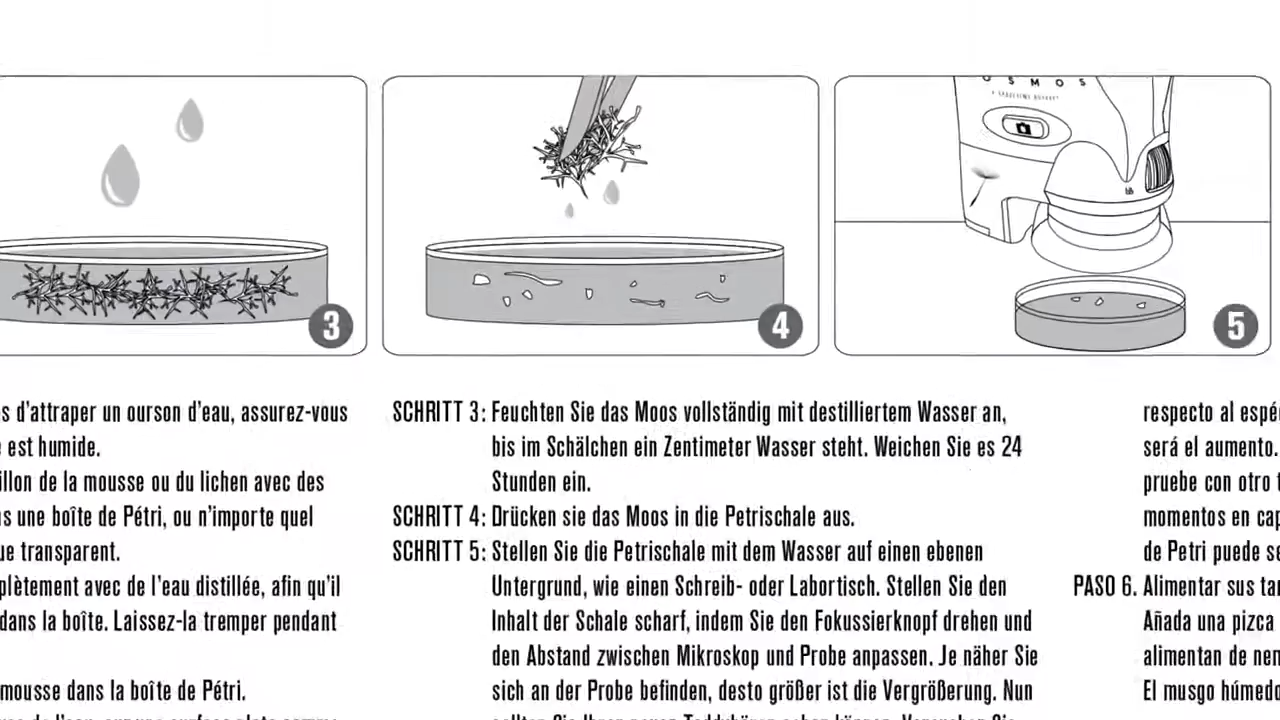 OSMOS
3
4
5
s d'attraper un ourson d'eau, assurez-vous
est humide.
illon de la mousse ou du lichen avec des
s une boîte de Pétri, ou n'importe quel
ue transparent.
plètement avec de l'eau distillée, afin qu'il
dans la boîte. Laissez-la tremper pendant
mousse dans la boîte de Pétri.
SCHRITT 3: Feuchten Sie das Moos vollständig mit destilliertem Wasser an,
bis im Schälchen ein Zentimeter Wasser steht. Weichen Sie es 24
Stunden ein.
SCHRITT 4: Drücken sie das Moos in die Petrischale aus.
SCHRITT 5: Stellen Sie die Petrischale mit dem Wasser auf einen ebenen
Untergrund, wie einen Schreib- oder Labortisch. Stellen Sie den
Inhalt der Schale scharf, indem Sie den Fokussierknopf drehen und
den Abstand zwischen Mikroskop und Probe anpassen. Je näher Sie
sich an der Probe befinden, desto größer ist die Vergrößerung. Nun
respecto al espé
será el aumento.
pruebe con otro t
momentos en cap
de Petri puede se
PASO 6. Alimentar sus tar
Añada una pizca
alimentan de nem
El musgo húmedo